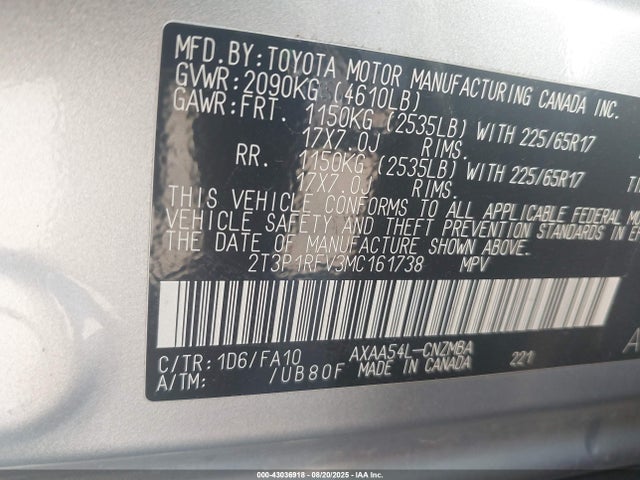 MFD.BY:TOYOTA MOTOR MANUFACTURING CANADA INC.
GVWR:2090KG (4610LB)
GAWR:FRT. 1150KG (2535LB) WITH 225/65R17
17X7.0J RIMS.
RR. 1150KG (2535LB) WITH 225/65R17
17X7.0J RIMS.
THIS VEHICLE CONFORMS TO ALL APPLICABLE FEDERAL
VEHICLE SAFETY AND THEFT PREVENTION STANDARDS IN
THE DATE OF MANUFACTURE SHOWN ABOVE.
2T3P1RFV3MC161738 MPV
C/TR:1D6/FA10 AXAA54L-CNZMBA 221
A/TM: /UB80F MADE IN CANADA
000-43036918 - 08/20/2025 - IAA Inc.